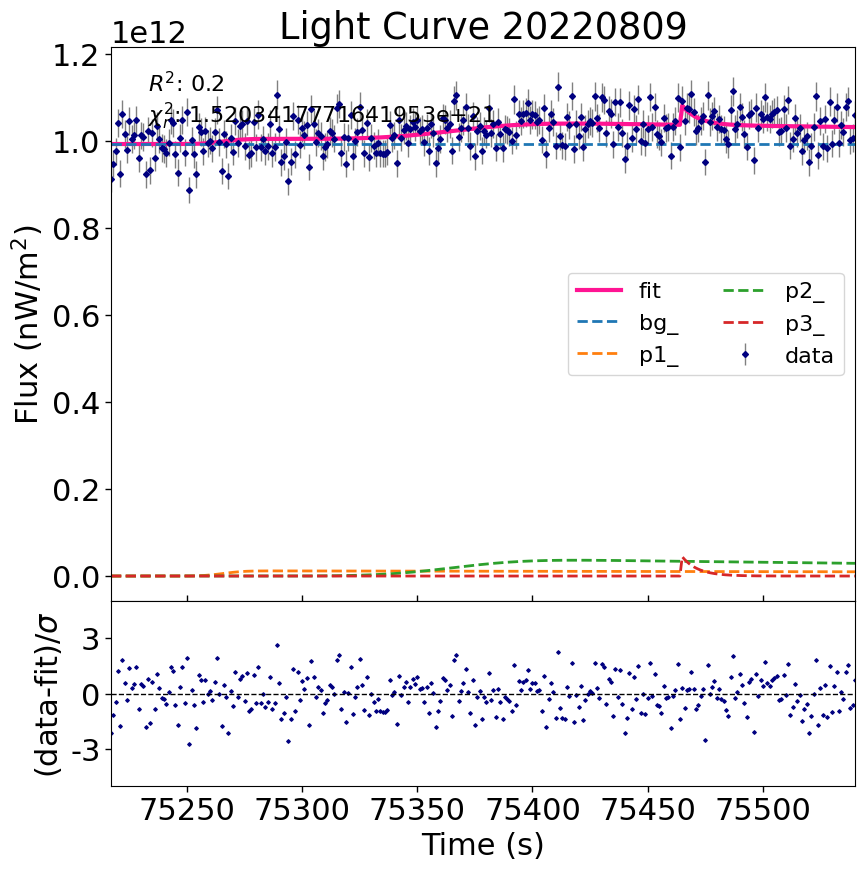 Light Curve 20220809
1e12
R²: 0.2
χ²: 1.5203417771641953e+21
1.2
1.0
0.8
0.6
0.4
0.2
0.0
Flux (nW/m²)
fit
bg_
p1_
p2_
p3_
data
3
0
-3
(data-fit)/σ
75250
75300
75350
75400
75450
75500
Time (s)